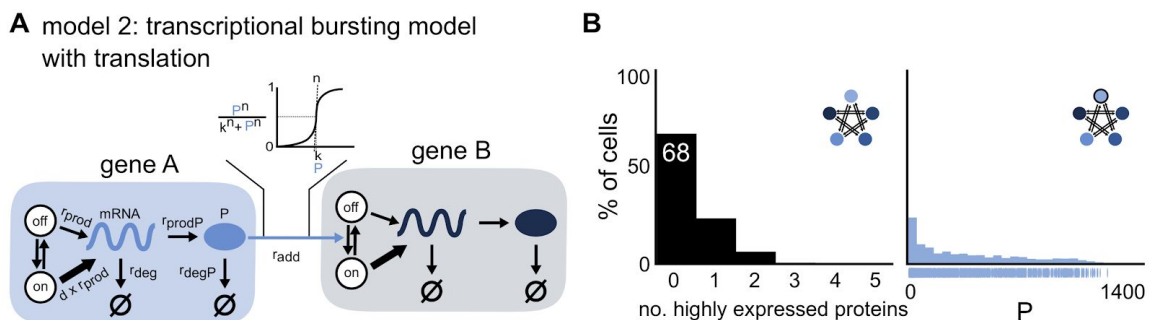 A model 2: transcriptional bursting model
with translation
P^n
k^n + P^n
1
0
n
k
P
gene A
gene B
off
on
r_prod
mRNA
r_prodP
P
d x r_prod
r_deg
r_degP
∅
∅
r_add
off
on
∅
∅
B
% of cells
100
50
0
68
0 1 2 3 4 5
no. highly expressed proteins
0 1400
P